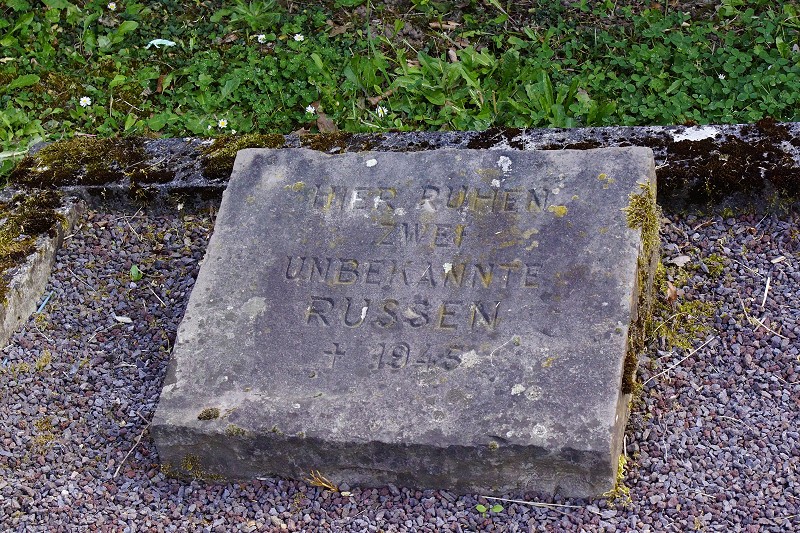 HIER RUHEN
ZWEI
UNBEKANNTE
RUSSEN
† 1945